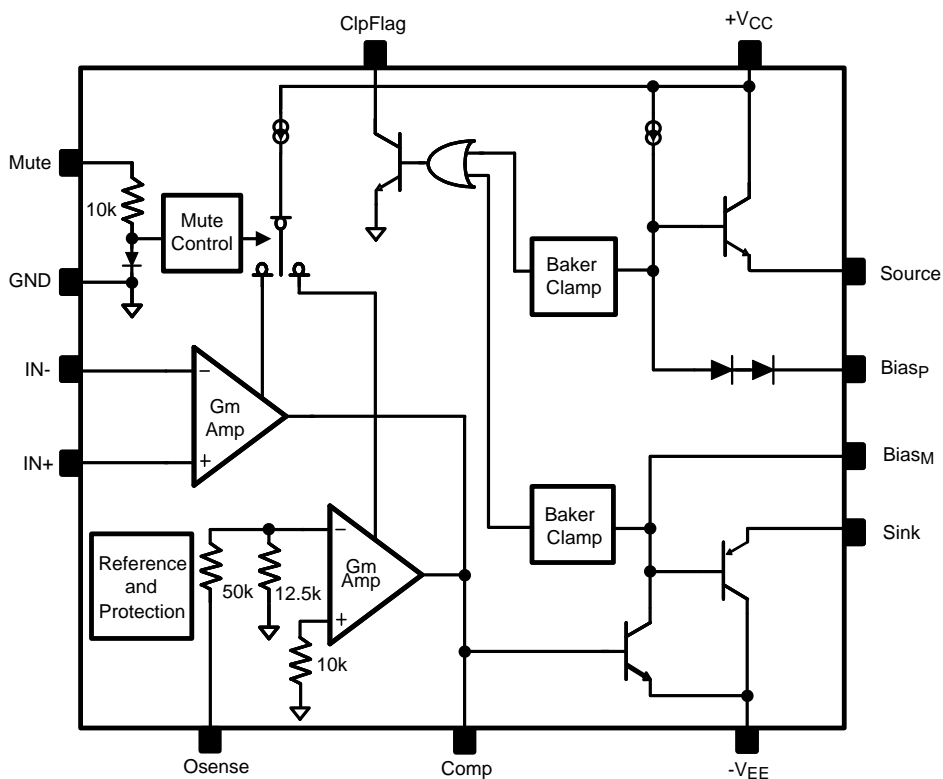 ClpFlag
+VCC
Mute
10k
Mute
Control
GND
Baker
Clamp
Source
IN-
−
Gm
Amp
BiasP
IN+
+
BiasM
Baker
Clamp
Sink
Reference
and
Protection
50k
12.5k
−
Gm
Amp
+
10k
Osense
Comp
-VEE